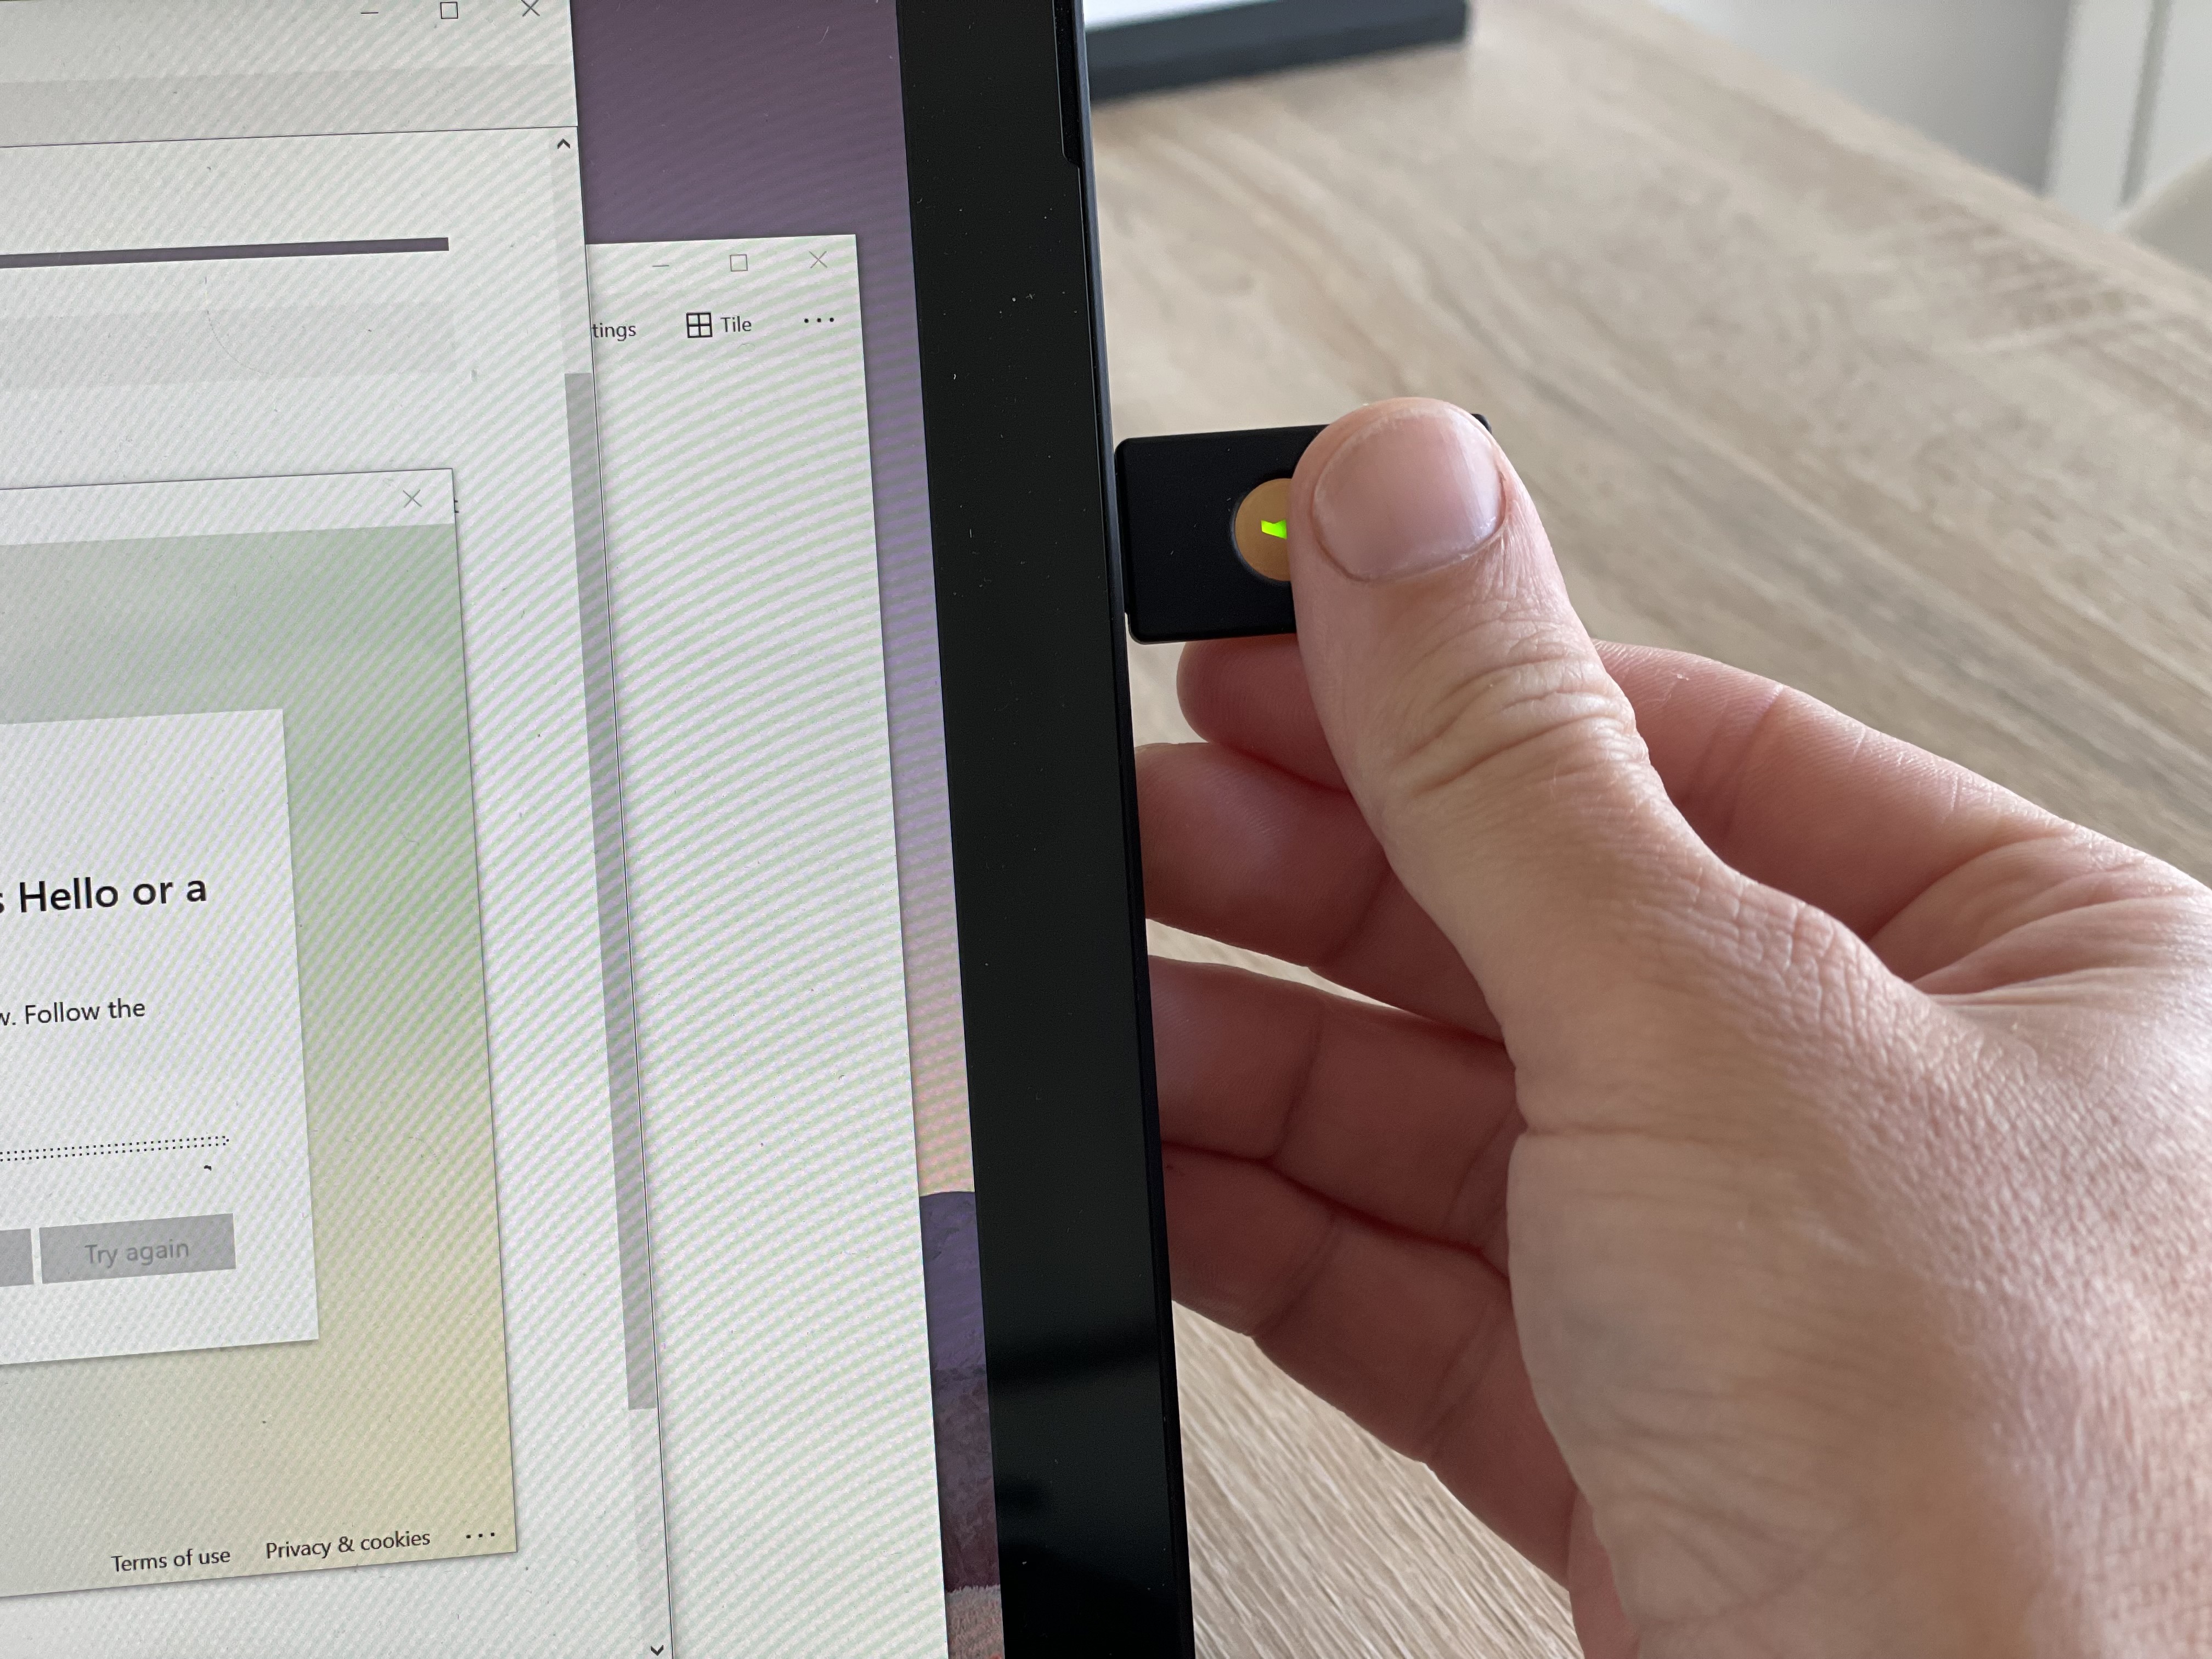 tings Tile ...
s Hello or a
w. Follow the
Try again
Terms of use Privacy & cookies ...